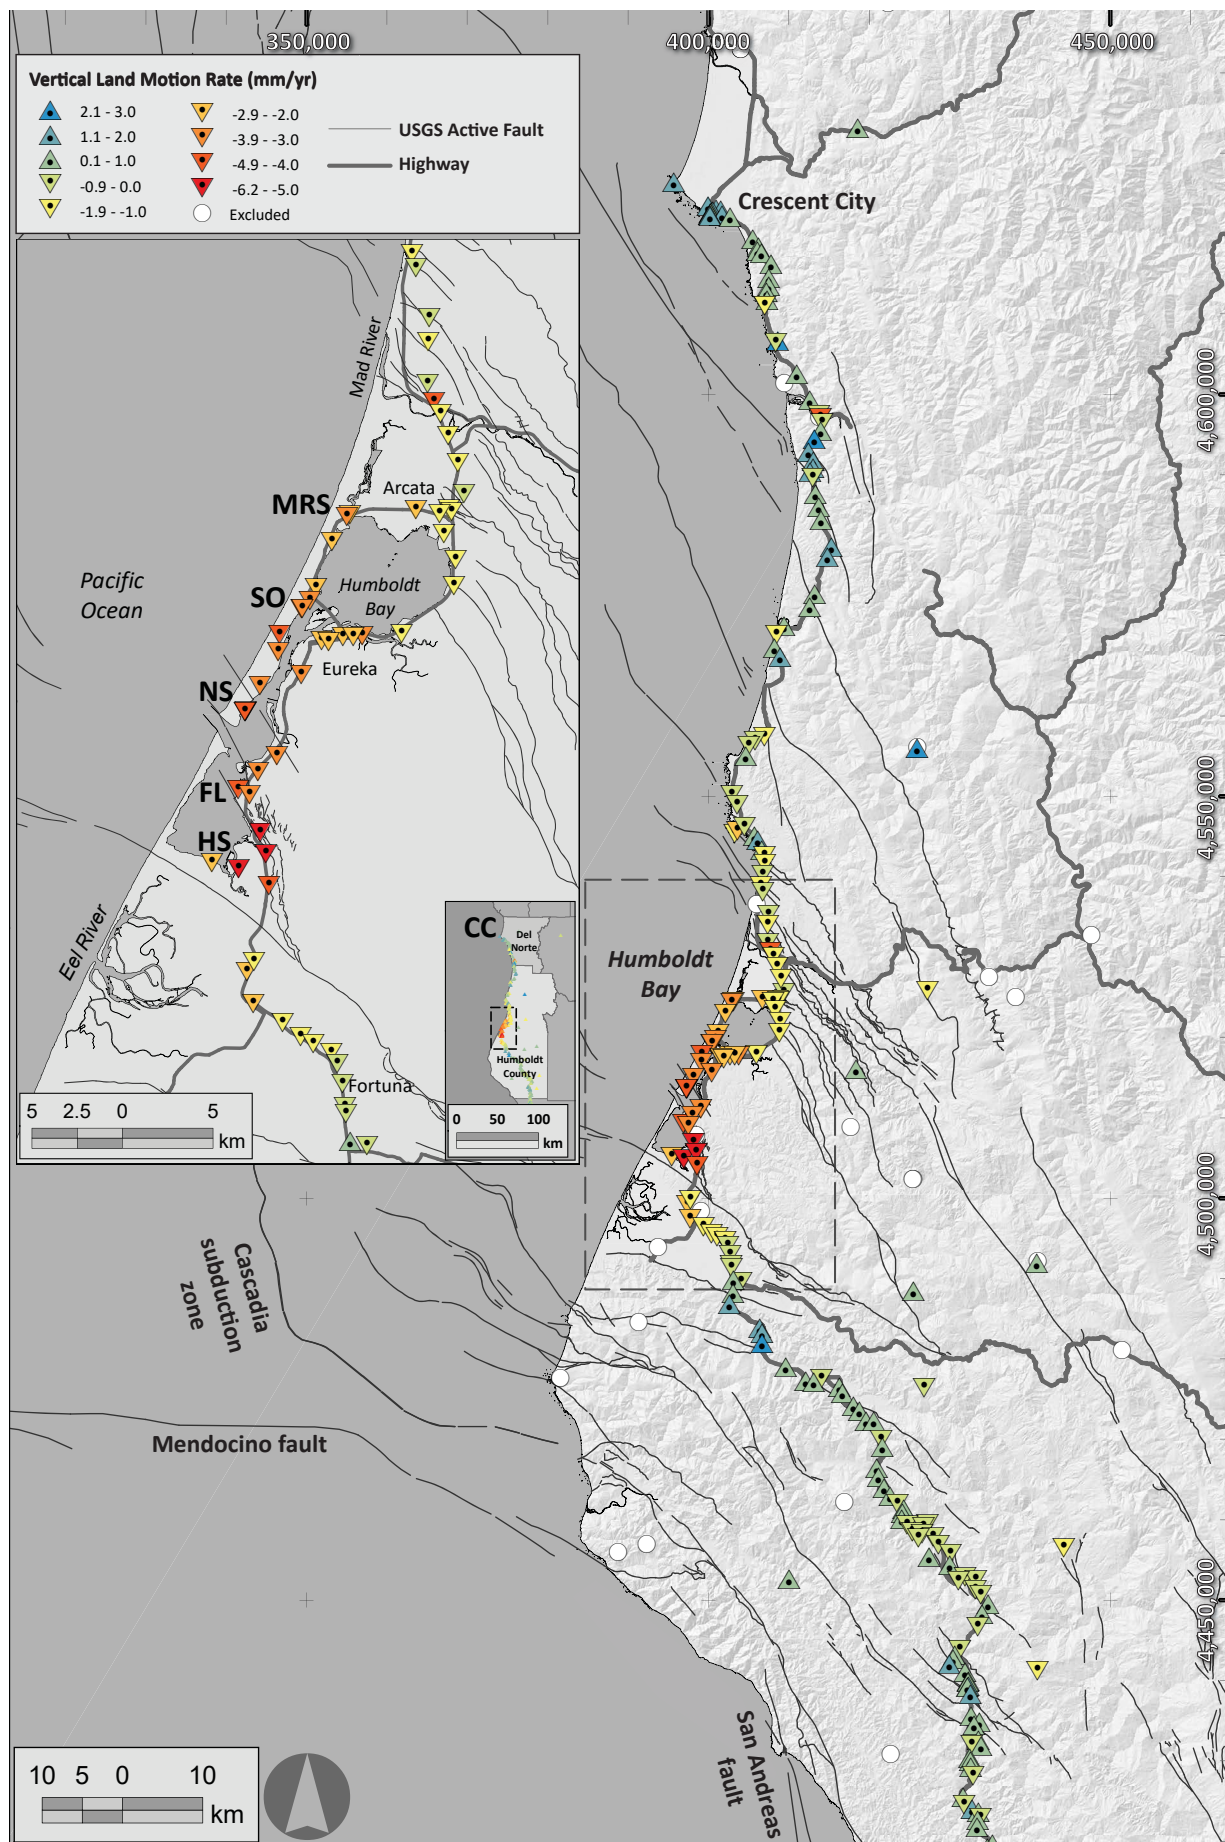 350,000
400,000
450,000
Vertical Land Motion Rate (mm/yr)
2.1 - 3.0
1.1 - 2.0
0.1 - 1.0
-0.9 - 0.0
-1.9 - -1.0
-2.9 - -2.0
-3.9 - -3.0
-4.9 - -4.0
-6.2 - -5.0
Excluded
USGS Active Fault
Highway
Crescent City
Mad River
4,600,000
Arcata
MRS
Pacific
Ocean
Humboldt
Bay
SO
Eureka
NS
4,550,000
FL
HS
Eel River
CC
Del
Norte
Humboldt
County
0 50 100
km
Humboldt
Bay
Fortuna
5 2.5 0 5
km
4,500,000
Cascadia
subduction
zone
Mendocino fault
4,450,000
San Andreas
fault
10 5 0 10
km